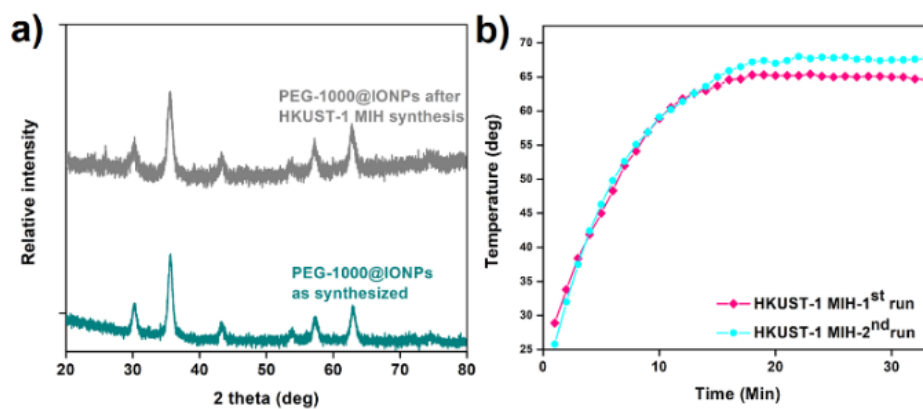 a)
Relative intensity
PEG-1000@IONPs after
HKUST-1 MIH synthesis
PEG-1000@IONPs
as synthesized
20 30 40 50 60 70 80
2 theta (deg)
b)
Temperature (deg)
70
65
60
55
50
45
40
35
30
25
HKUST-1 MIH-1st run
HKUST-1 MIH-2nd run
0 10 20 30
Time (Min)